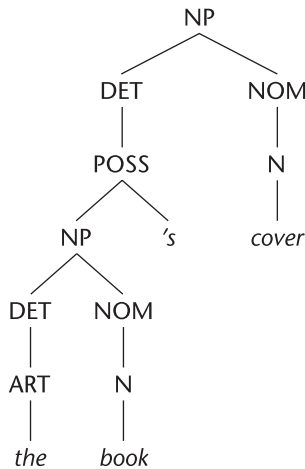 NP
DET NOM
POSS N
NP 's cover
DET NOM
ART N
the book